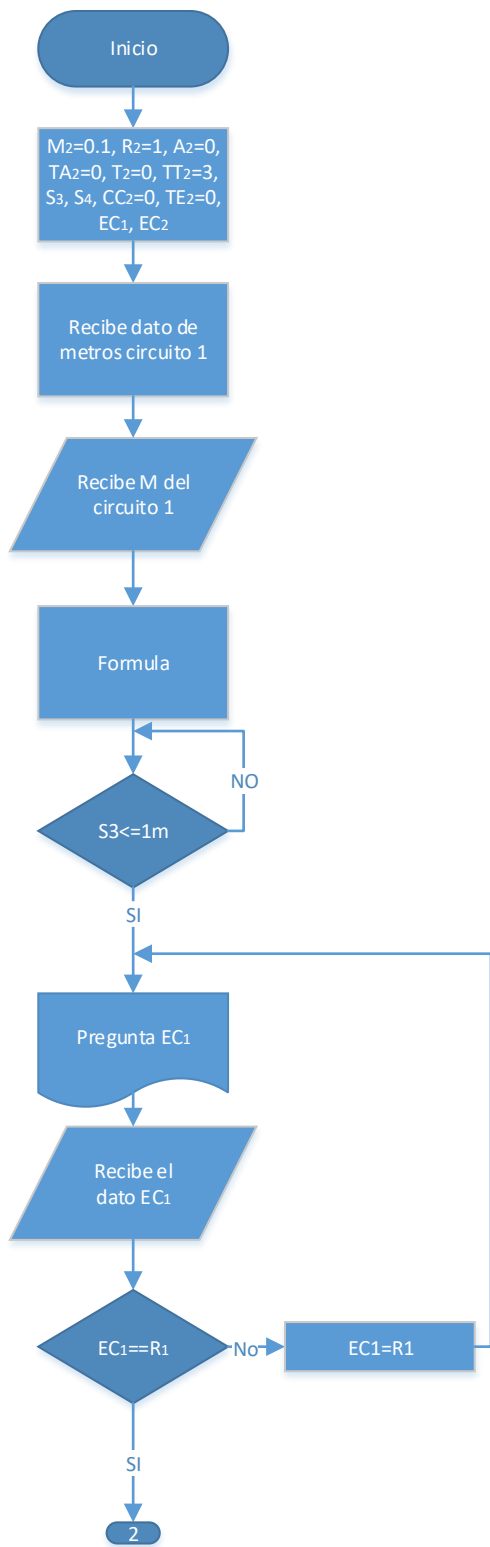 Inicio
M2=0.1, R2=1, A2=0,
TA2=0, T2=0, TT2=3,
S3, S4, CC2=0, TE2=0,
EC1, EC2
Recibe dato de
metros circuito 1
Recibe M del
circuito 1
Formula
NO
S3<=1m
SI
Pregunta EC1
Recibe el
dato EC1
EC1==R1
No
EC1=R1
SI
2